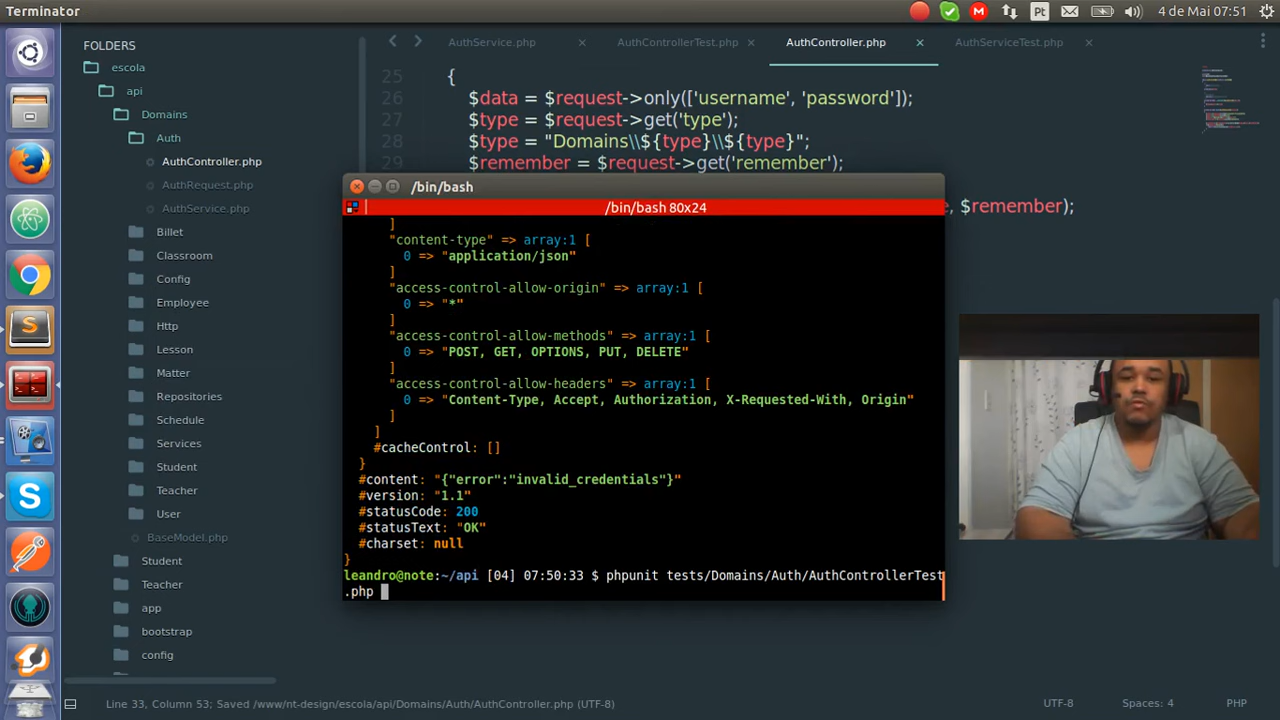 Terminator
Pt
4 de Mai 07:51
FOLDERS
escola
api
Domains
Auth
AuthController.php
AuthRequest.php
AuthService.php
Billet
Classroom
Config
Employee
Http
Lesson
Matter
Repositories
Schedule
Services
Student
Teacher
User
BaseModel.php
Student
Teacher
app
bootstrap
config
AuthService.php
AuthControllerTest.php
AuthController.php
AuthServiceTest.php
25 {
26 $data = $request->only(['username', 'password']);
27 $type = $request->get('type');
28 $type = "Domains\\${type}\\${type}";
29 $remember = $request->get('remember');
, $remember);
/bin/bash
/bin/bash 80x24
]
"content-type" => array:1 [
0 => "application/json"
]
"access-control-allow-origin" => array:1 [
0 => "*"
]
"access-control-allow-methods" => array:1 [
0 => "POST, GET, OPTIONS, PUT, DELETE"
]
"access-control-allow-headers" => array:1 [
0 => "Content-Type, Accept, Authorization, X-Requested-With, Origin"
]
]
#cacheControl: []
}
#content: "{"error":"invalid_credentials"}"
#version: "1.1"
#statusCode: 200
#statusText: "OK"
#charset: null
}
leandro@note:~/api [04] 07:50:33 $ phpunit tests/Domains/Auth/AuthControllerTest
.php
Line 33, Column 53; Saved /www/nt-design/escola/api/Domains/Auth/AuthController.php (UTF-8)
UTF-8
Spaces: 4
PHP